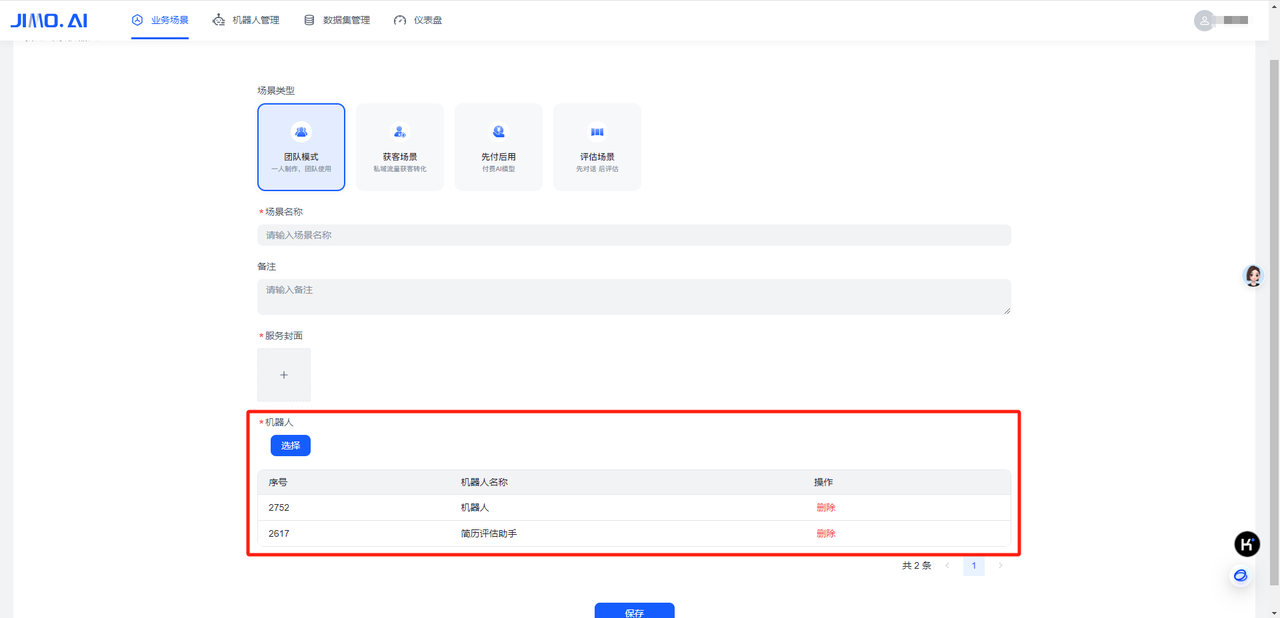 JIMO.AI 业务场景 机器人管理 数据集管理 仪表盘
场景类型
团队模式 获客场景 先付后用 评估场景
一人制作，团队使用 私域流量获客转化 付费AI模型 先对话 后评估
*场景名称
请输入场景名称
备注
请输入备注
*服务封面
+
*机器人
选择
序号 机器人名称 操作
2752 机器人 删除
2617 简历评估助手 删除
共 2 条 < 1 >
保存